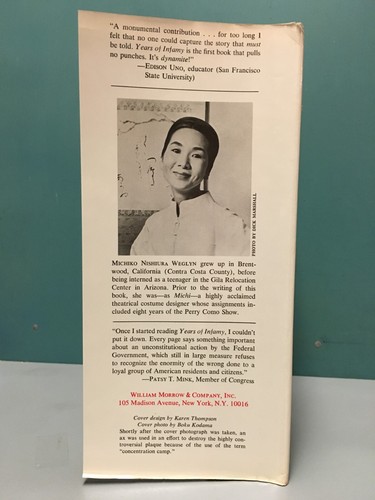 "A monumental contribution . . . for too long I
felt that no one could capture the story that must
be told. Years of Infamy is the first book that pulls
no punches. It's dynamite!"
—EDISON UNO, educator (San Francisco
State University)
PHOTO BY DICK MARSHALL
MICHIKO NISHIURA WEGLYN grew up in Brent-
wood, California (Contra Costa County), before
being interned as a teenager in the Gila Relocation
Center in Arizona. Prior to the writing of this
book, she was—as Michi—a highly acclaimed
theatrical costume designer whose assignments in-
cluded eight years of the Perry Como Show.
"Once I started reading Years of Infamy, I couldn't
put it down. Every page says something important
about an unconstitutional action by the Federal
Government, which still in large measure refuses
to recognize the enormity of the wrong done to a
loyal group of American residents and citizens."
—PATSY T. MINK, Member of Congress
WILLIAM MORROW & COMPANY, INC.
105 Madison Avenue, New York, N.Y. 10016
Cover design by Karen Thompson
Cover photo by Boku Kodama
Shortly after the cover photograph was taken, an
ax was used in an effort to destroy the highly con-
troversial plaque because of the use of the term
"concentration camp."